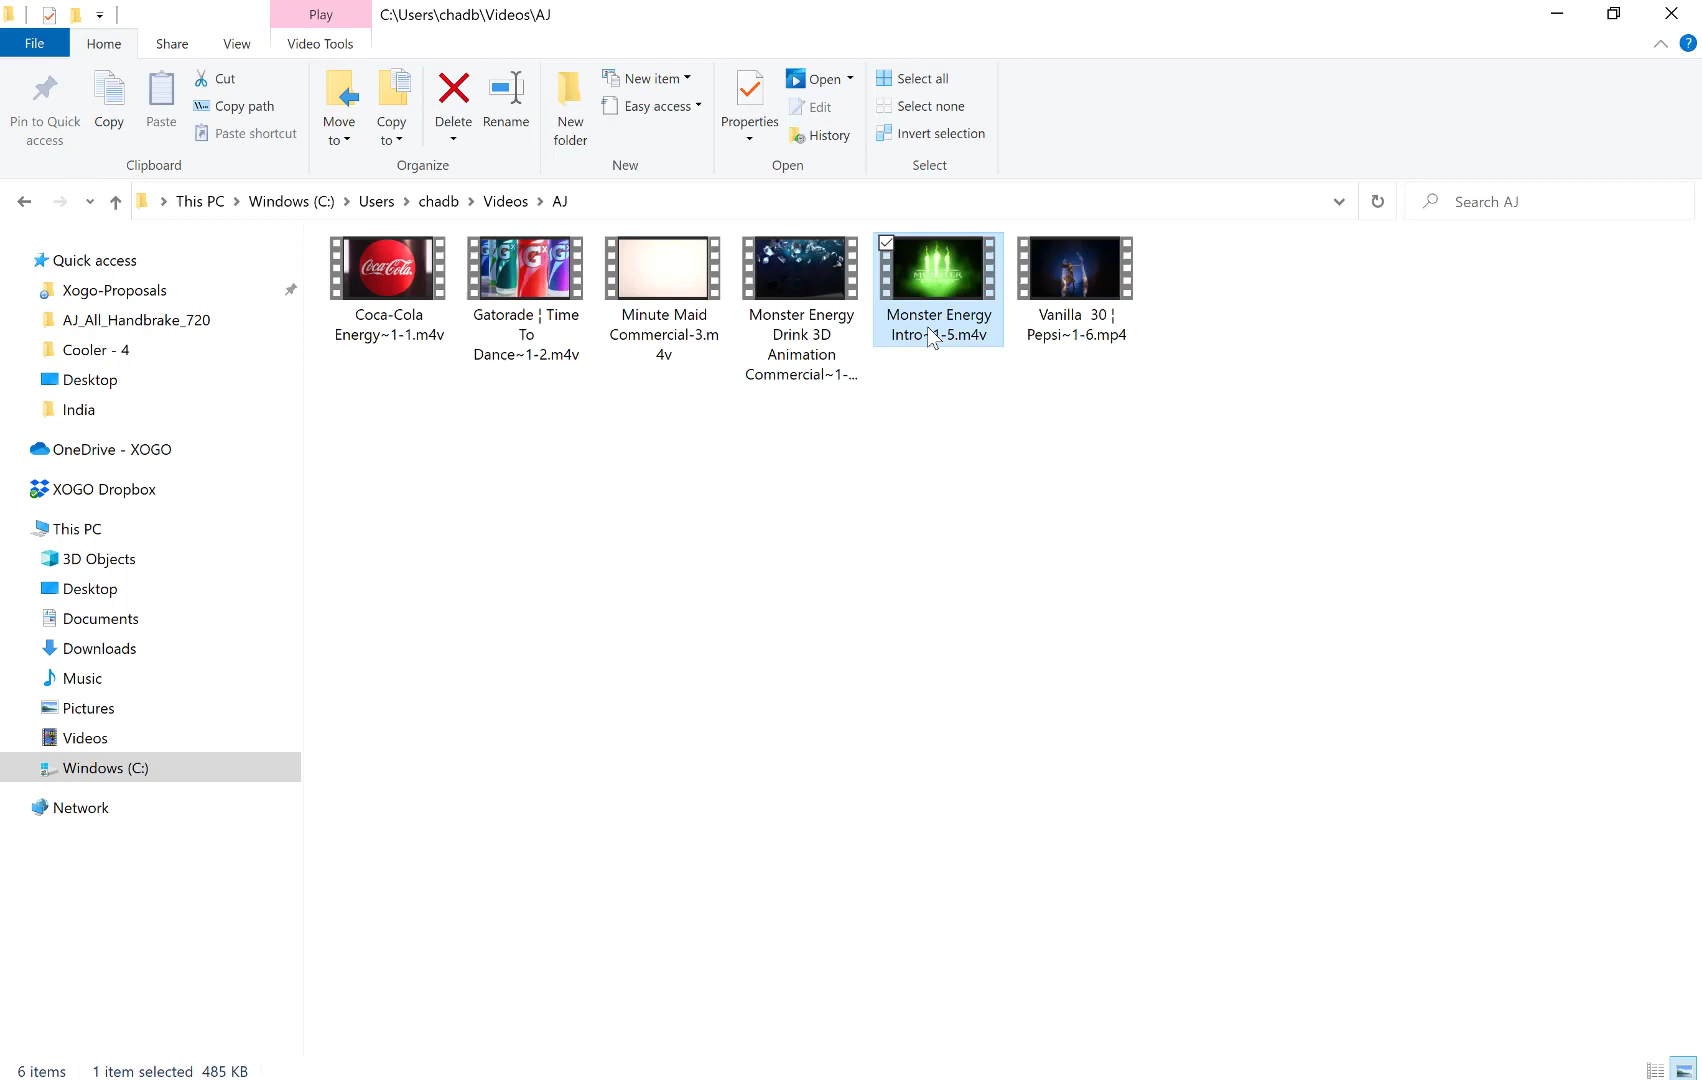 Play
C:\Users\chadb\Videos\AJ
File
Home
Share
View
Video Tools
Pin to Quick access
Copy
Paste
Cut
Copy path
Paste shortcut
Clipboard
Move to
Copy to
Delete
Rename
Organize
New folder
New item
Easy access
New
Properties
Open
Edit
History
Open
Select all
Select none
Invert selection
Select
This PC > Windows (C:) > Users > chadb > Videos > AJ
Search AJ
Quick access
Xogo-Proposals
AJ_All_Handbrake_720
Cooler - 4
Desktop
India
OneDrive - XOGO
XOGO Dropbox
This PC
3D Objects
Desktop
Documents
Downloads
Music
Pictures
Videos
Windows (C:)
Network
Coca-Cola
Coca-Cola
Energy~1-1.m4v
Gatorade ¦ Time
To
Dance~1-2.m4v
Minute Maid
Commercial-3.m
4v
Monster Energy
Drink 3D
Animation
Commercial~1-...
MONSTER
Monster Energy
Intro~1-5.m4v
Vanilla 30 ¦
Pepsi~1-6.mp4
6 items
1 item selected 485 KB